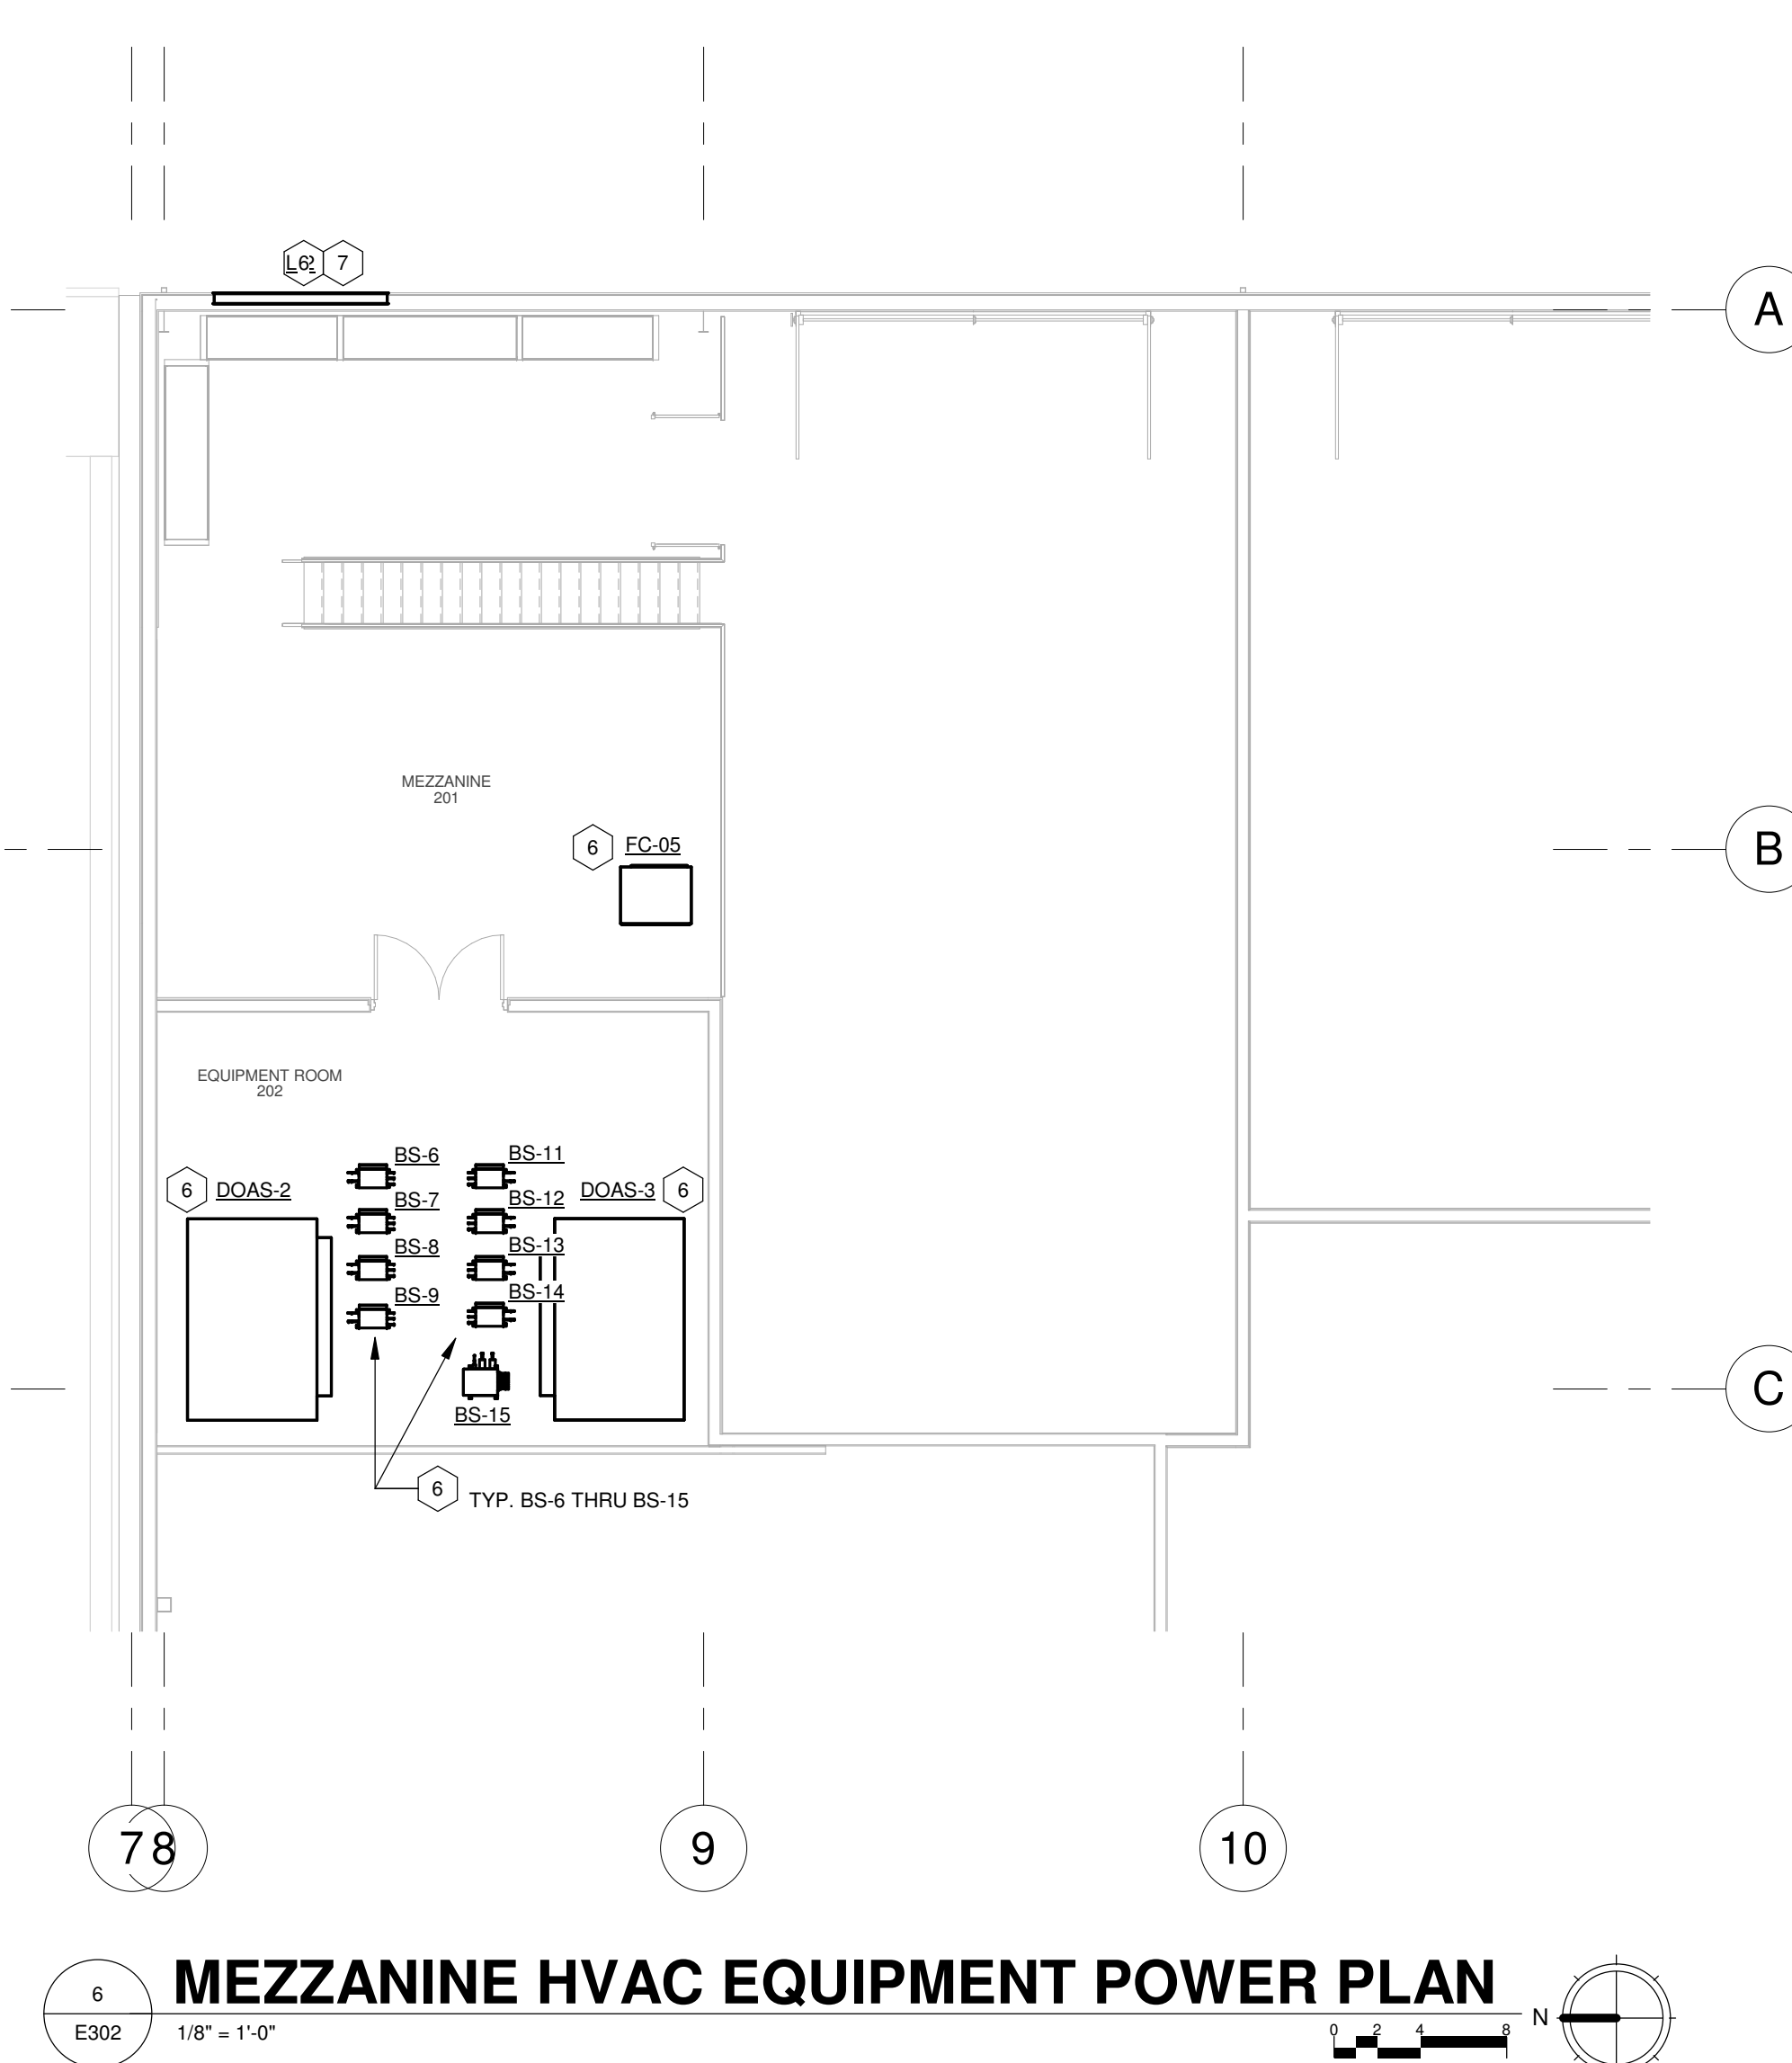 6 7
A
MEZZANINE
201
6 FC-05
B
EQUIPMENT ROOM
202
BS-6 BS-11
6 DOAS-2 DOAS-3 6
BS-7 BS-12
BS-8 BS-13
BS-9 BS-14
C
BS-15
6 TYP. BS-6 THRU BS-15
7 8 9 10
6 MEZZANINE HVAC EQUIPMENT POWER PLAN
E302 1/8" = 1'-0"
N
0 2 4 8